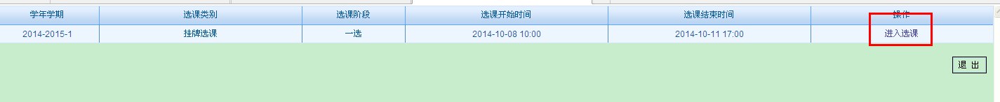 学年学期 选课类别 选课阶段 选课开始时间 选课结束时间 操作
2014-2015-1 挂牌选课 一选 2014-10-08 10:00 2014-10-11 17:00 进入选课
退 出